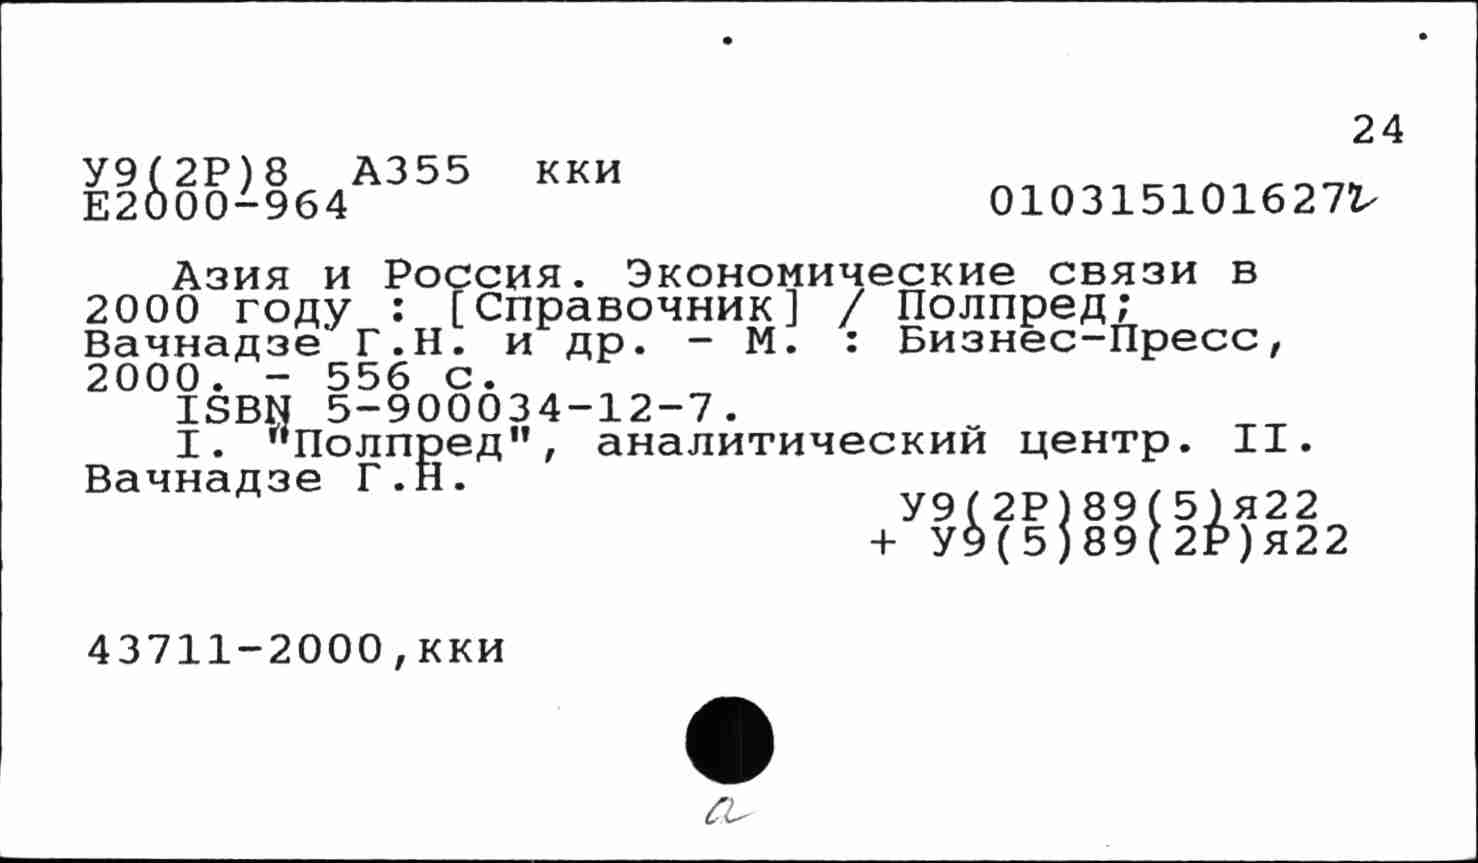 24
У9(2Р)8 А355 кки
Е2000-964
010315101627г
Азия и Россия. Экономические связи в
2000 году : [Справочник] / Полпред;
Вачнадзе Г.Н. и др. - М. : Бизнес-Пресс,
2000. - 556 с.
ISBN 5-900034-12-7.
I. "Полпред", аналитический центр. II.
Вачнадзе Г.Н.
У9(2Р)89(5)я22
+ У9(5)89(2Р)я22
43711-2000,кки
а